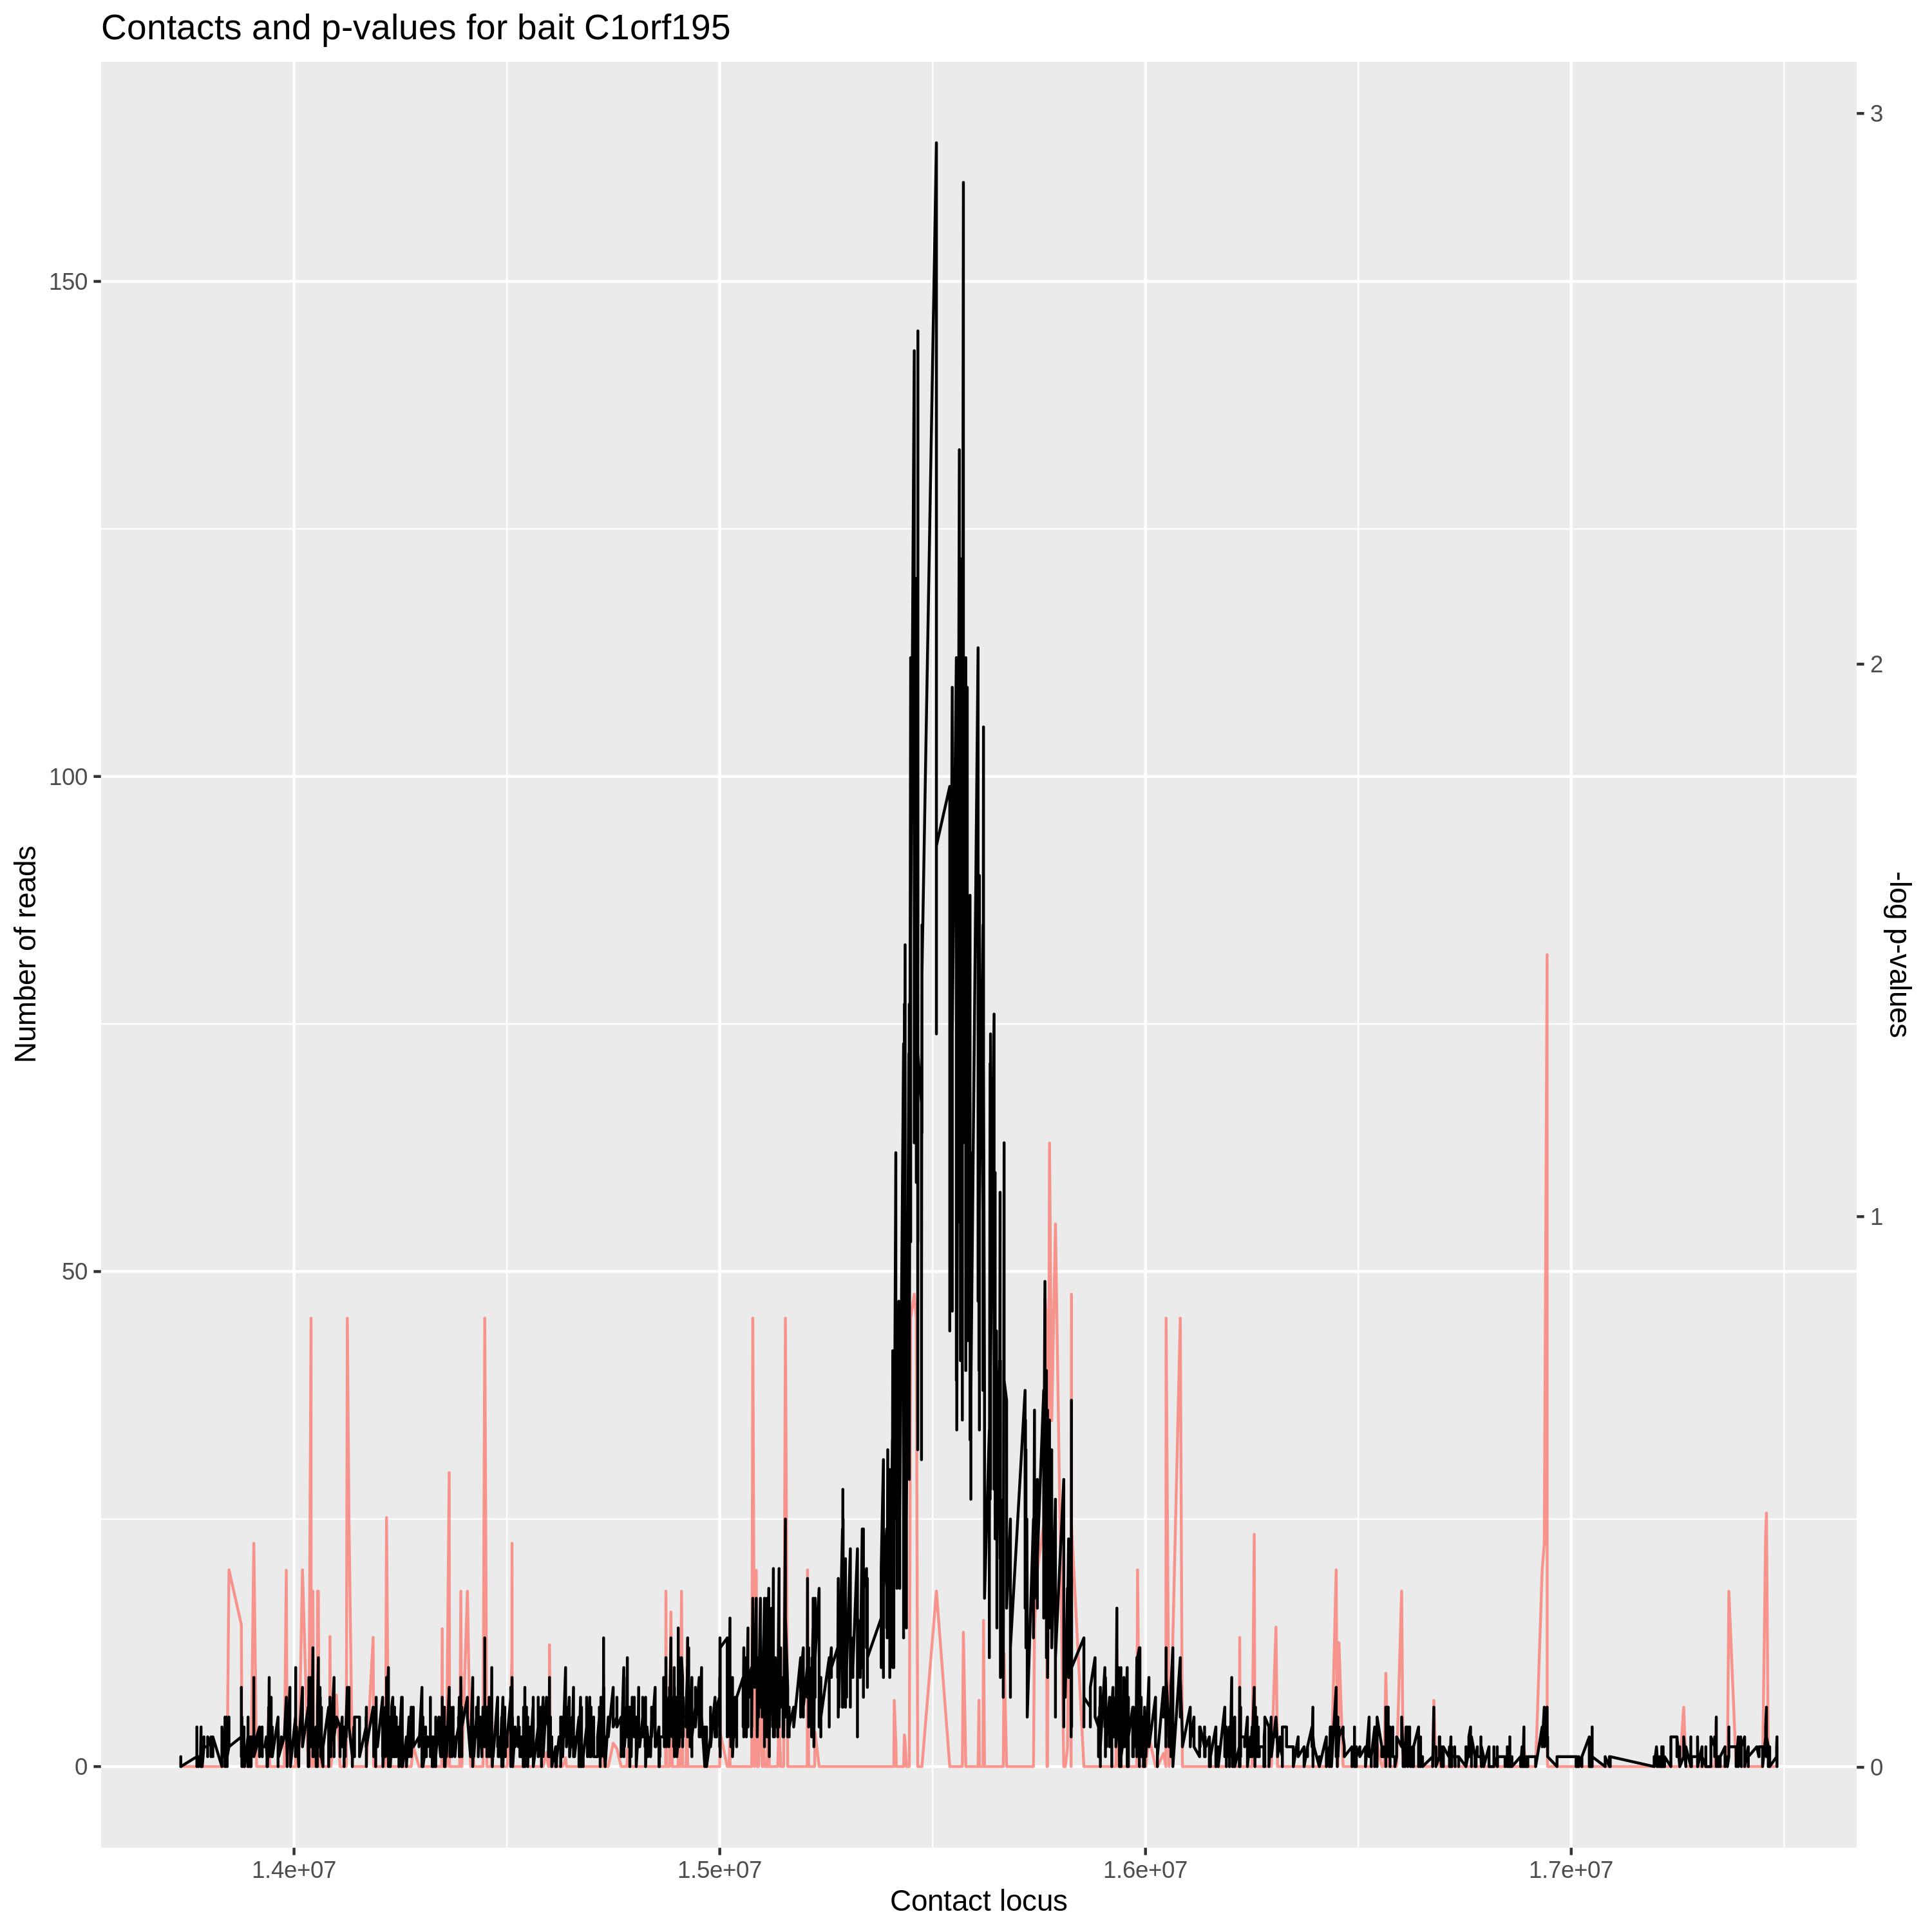 Contacts and p-values for bait C1orf195
3
150
2
100
Number of reads
-log p-values
1
50
0
0
1.4e+07
1.5e+07
1.6e+07
1.7e+07
Contact locus